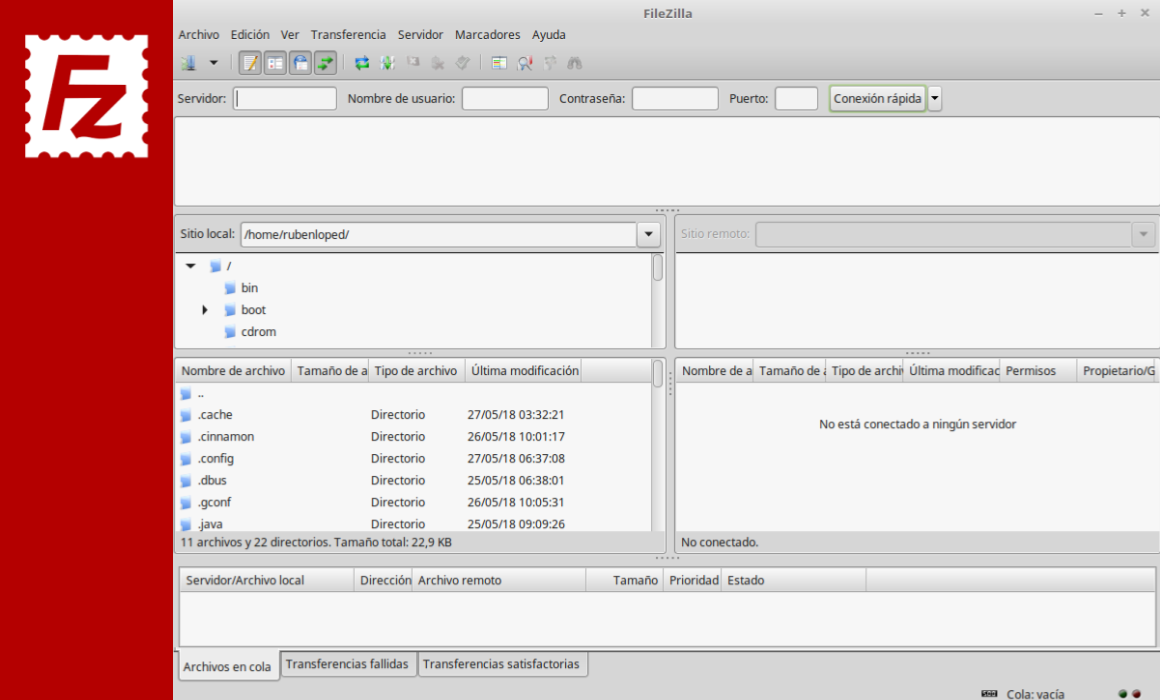 FileZilla
Archivo Edición Ver Transferencia Servidor Marcadores Ayuda
Servidor: Nombre de usuario: Contraseña: Puerto: Conexión rápida
Fz
Sitio local: /home/rubenloped/
Sitio remoto:
/
bin
boot
cdrom
Nombre de archivo Tamaño de a Tipo de archivo Última modificación
Nombre de a Tamaño de a Tipo de archiv Última modificac Permisos Propietario/G
..
.cache Directorio 27/05/18 03:32:21
.cinnamon Directorio 26/05/18 10:01:17
.config Directorio 27/05/18 06:37:08
.dbus Directorio 25/05/18 06:38:01
.gconf Directorio 26/05/18 10:05:31
.java Directorio 25/05/18 09:09:26
No está conectado a ningún servidor
11 archivos y 22 directorios. Tamaño total: 22,9 KB
No conectado.
Servidor/Archivo local Dirección Archivo remoto Tamaño Prioridad Estado
Archivos en cola Transferencias fallidas Transferencias satisfactorias
Cola: vacía